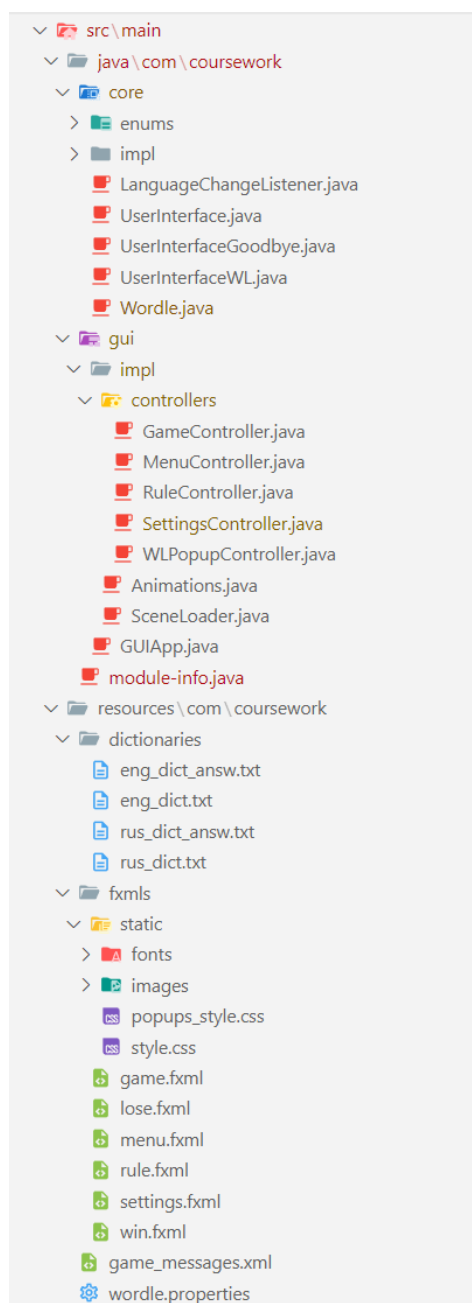 src\main
java\com\coursework
core
enums
impl
LanguageChangeListener.java
UserInterface.java
UserInterfaceGoodbye.java
UserInterfaceWL.java
Wordle.java
gui
impl
controllers
GameController.java
MenuController.java
RuleController.java
SettingsController.java
WLPopupController.java
Animations.java
SceneLoader.java
GUIApp.java
module-info.java
resources\com\coursework
dictionaries
eng_dict_answ.txt
eng_dict.txt
rus_dict_answ.txt
rus_dict.txt
fxmls
static
fonts
images
popups_style.css
style.css
game.fxml
lose.fxml
menu.fxml
rule.fxml
settings.fxml
win.fxml
game_messages.xml
wordle.properties